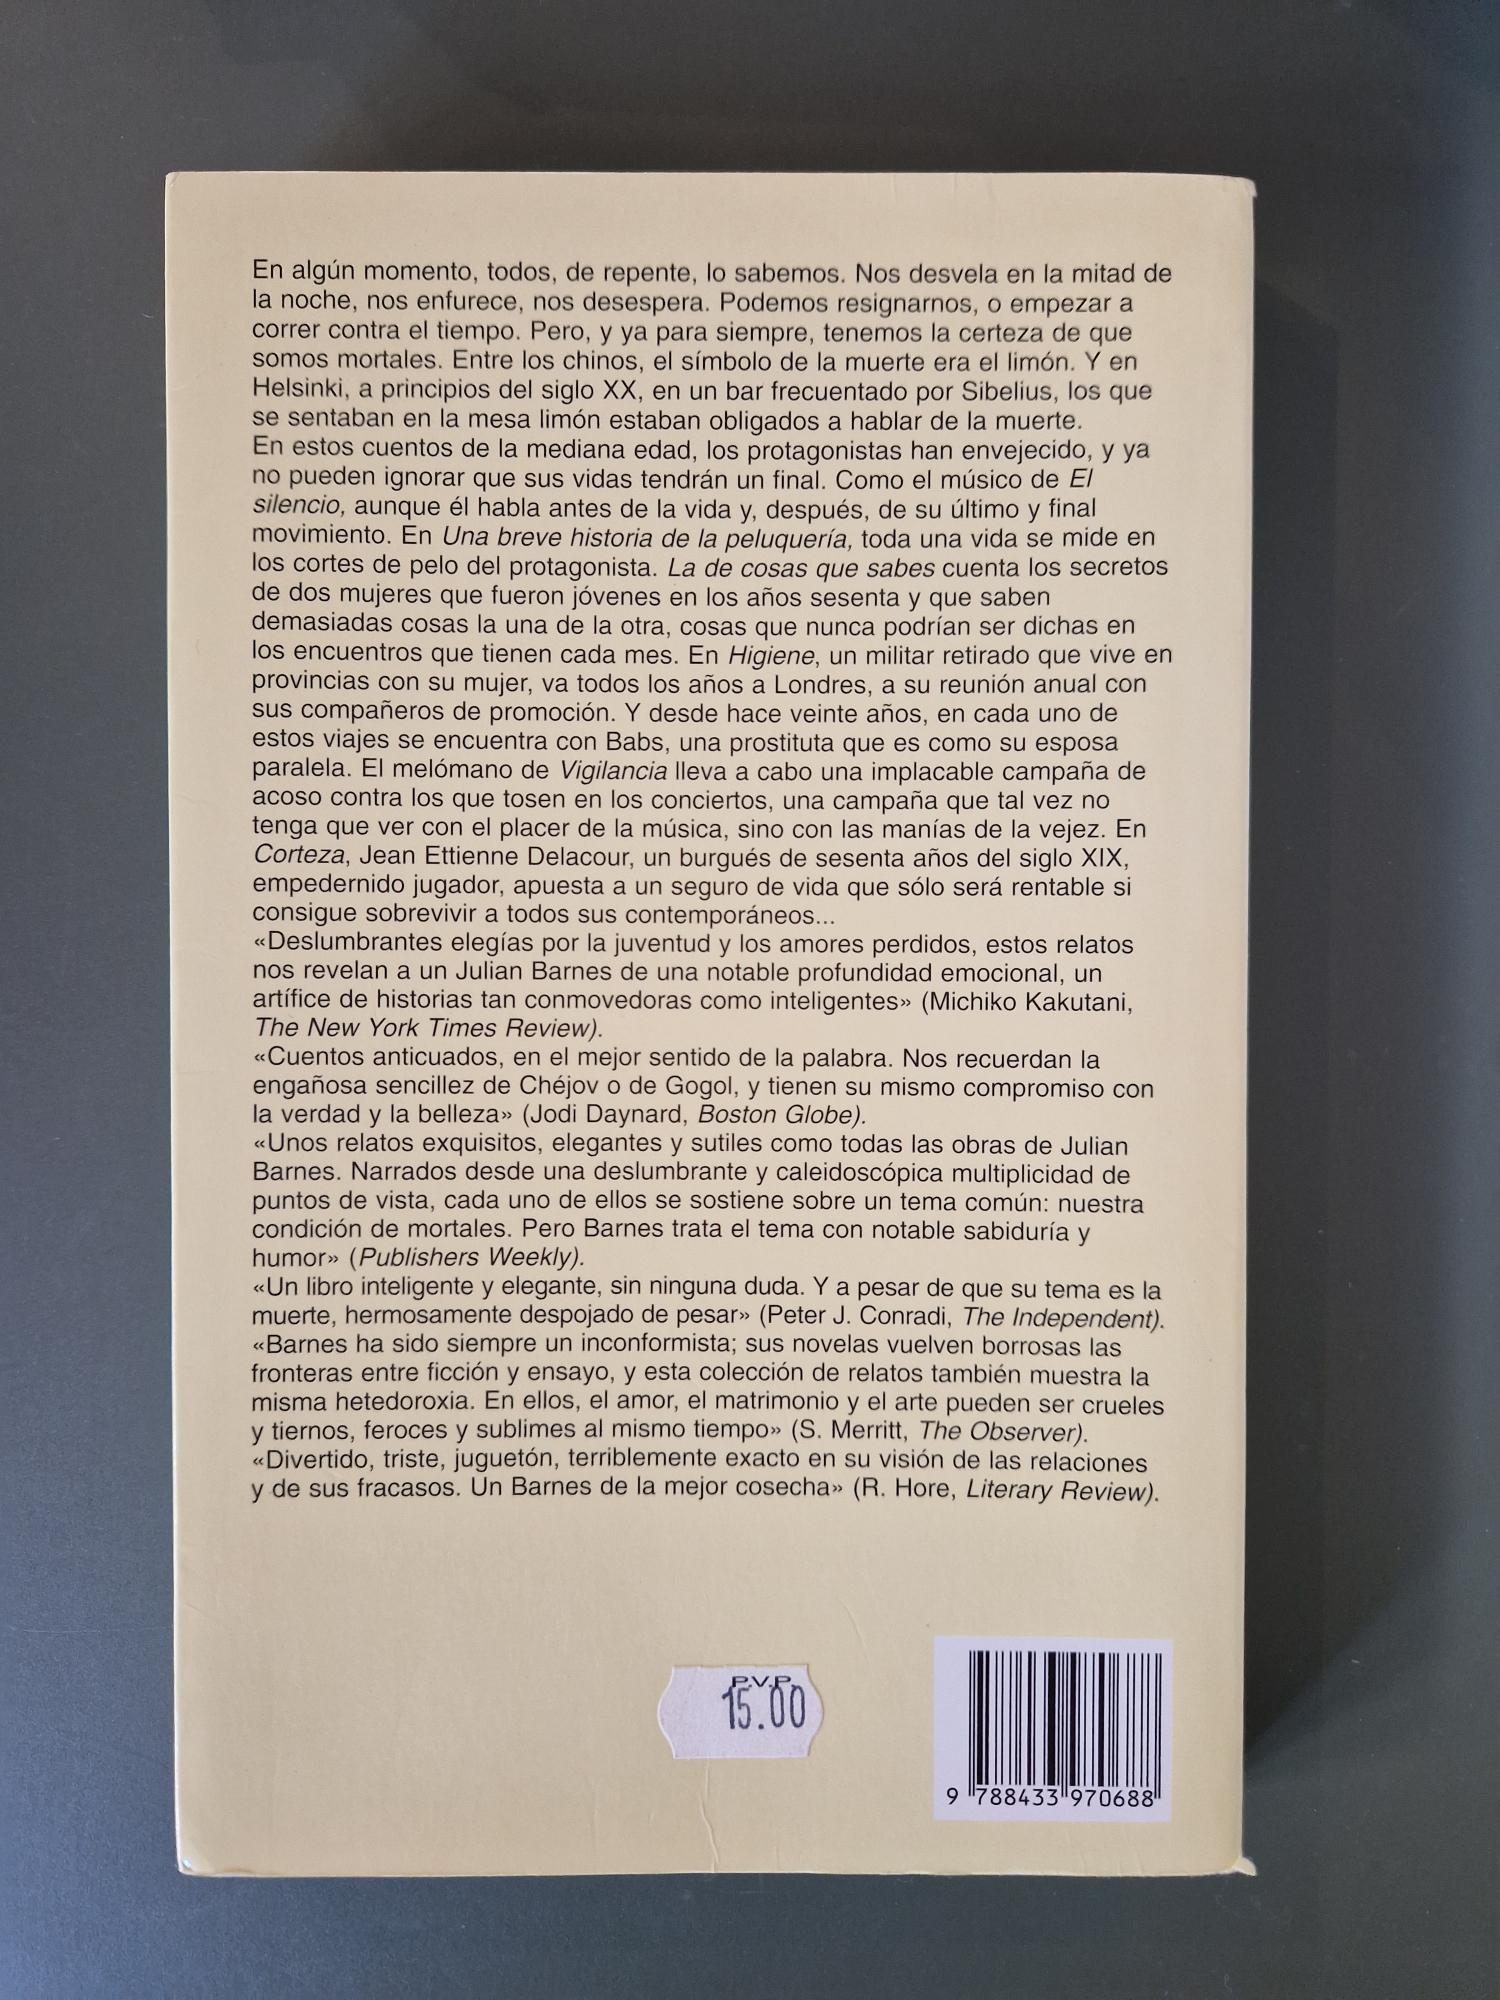 En algún momento, todos, de repente, lo sabemos. Nos desvela en la mitad de
la noche, nos enfurece, nos desespera. Podemos resignarnos, o empezar a
correr contra el tiempo. Pero, y ya para siempre, tenemos la certeza de que
somos mortales. Entre los chinos, el símbolo de la muerte era el limón. Y en
Helsinki, a principios del siglo XX, en un bar frecuentado por Sibelius, los que
se sentaban en la mesa limón estaban obligados a hablar de la muerte.
En estos cuentos de la mediana edad, los protagonistas han envejecido, y ya
no pueden ignorar que sus vidas tendrán un final. Como el músico de El
silencio, aunque él habla antes de la vida y, después, de su último y final
movimiento. En Una breve historia de la peluquería, toda una vida se mide en
los cortes de pelo del protagonista. La de cosas que sabes cuenta los secretos
de dos mujeres que fueron jóvenes en los años sesenta y que saben
demasiadas cosas la una de la otra, cosas que nunca podrían ser dichas en
los encuentros que tienen cada mes. En Higiene, un militar retirado que vive en
provincias con su mujer, va todos los años a Londres, a su reunión anual con
sus compañeros de promoción. Y desde hace veinte años, en cada uno de
estos viajes se encuentra con Babs, una prostituta que es como su esposa
paralela. El melómano de Vigilancia lleva a cabo una implacable campaña de
acoso contra los que tosen en los conciertos, una campaña que tal vez no
tenga que ver con el placer de la música, sino con las manías de la vejez. En
Corteza, Jean Ettienne Delacour, un burgués de sesenta años del siglo XIX,
empedernido jugador, apuesta a un seguro de vida que sólo será rentable si
consigue sobrevivir a todos sus contemporáneos...
«Deslumbrantes elegías por la juventud y los amores perdidos, estos relatos
nos revelan a un Julian Barnes de una notable profundidad emocional, un
artífice de historias tan conmovedoras como inteligentes» (Michiko Kakutani,
The New York Times Review).
«Cuentos anticuados, en el mejor sentido de la palabra. Nos recuerdan la
engañosa sencillez de Chéjov o de Gogol, y tienen su mismo compromiso con
la verdad y la belleza» (Jodi Daynard, Boston Globe).
«Unos relatos exquisitos, elegantes y sutiles como todas las obras de Julian
Barnes. Narrados desde una deslumbrante y caleidoscópica multiplicidad de
puntos de vista, cada uno de ellos se sostiene sobre un tema común: nuestra
condición de mortales. Pero Barnes trata el tema con notable sabiduría y
humor» (Publishers Weekly).
«Un libro inteligente y elegante, sin ninguna duda. Y a pesar de que su tema es la
muerte, hermosamente despojado de pesar» (Peter J. Conradi, The Independent).
«Barnes ha sido siempre un inconformista; sus novelas vuelven borrosas las
fronteras entre ficción y ensayo, y esta colección de relatos también muestra la
misma hetedoroxia. En ellos, el amor, el matrimonio y el arte pueden ser crueles
y tiernos, feroces y sublimes al mismo tiempo» (S. Merritt, The Observer).
«Divertido, triste, juguetón, terriblemente exacto en su visión de las relaciones
y de sus fracasos. Un Barnes de la mejor cosecha» (R. Hore, Literary Review).
P.V.P.
15.00
9 788433 970688